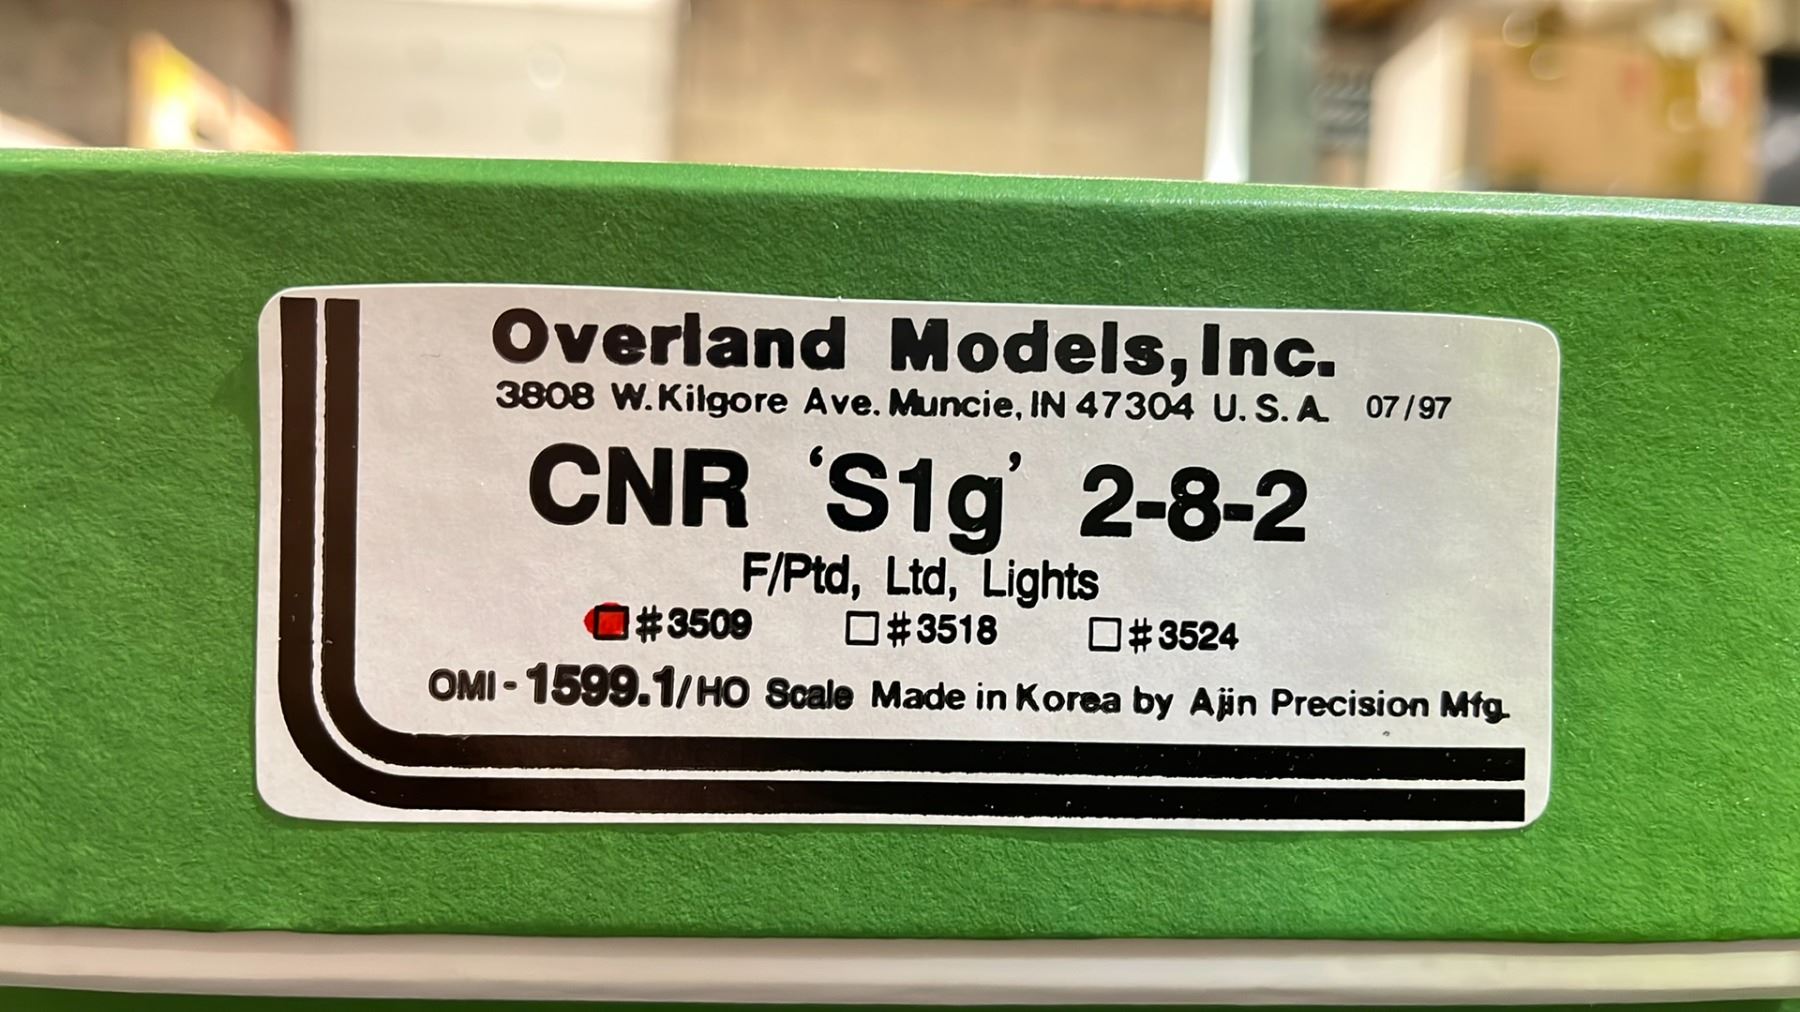 Overland Models, Inc.
3808 W. Kilgore Ave. Muncie, IN 47304 U. S. A. 07/97
CNR ‘S1g’ 2-8-2
F/Ptd, Ltd, Lights
#3509 #3518 #3524
OMI - 1599.1/HO Scale Made in Korea by Ajin Precision Mfg.